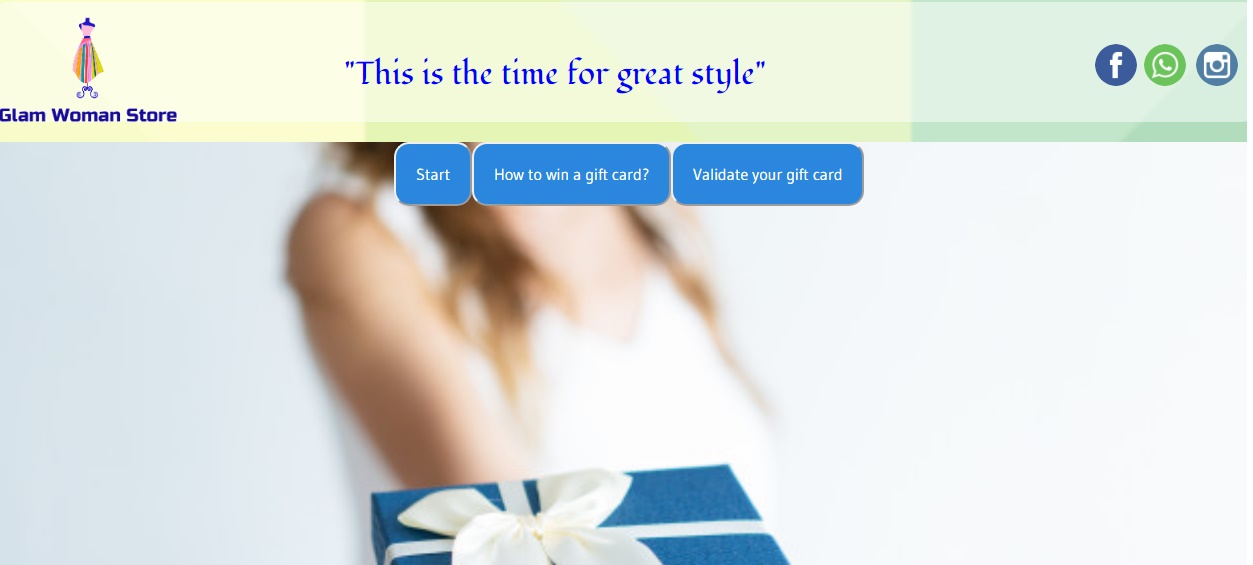 "This is the time for great style"
Glam Woman Store
Start
How to win a gift card?
Validate your gift card